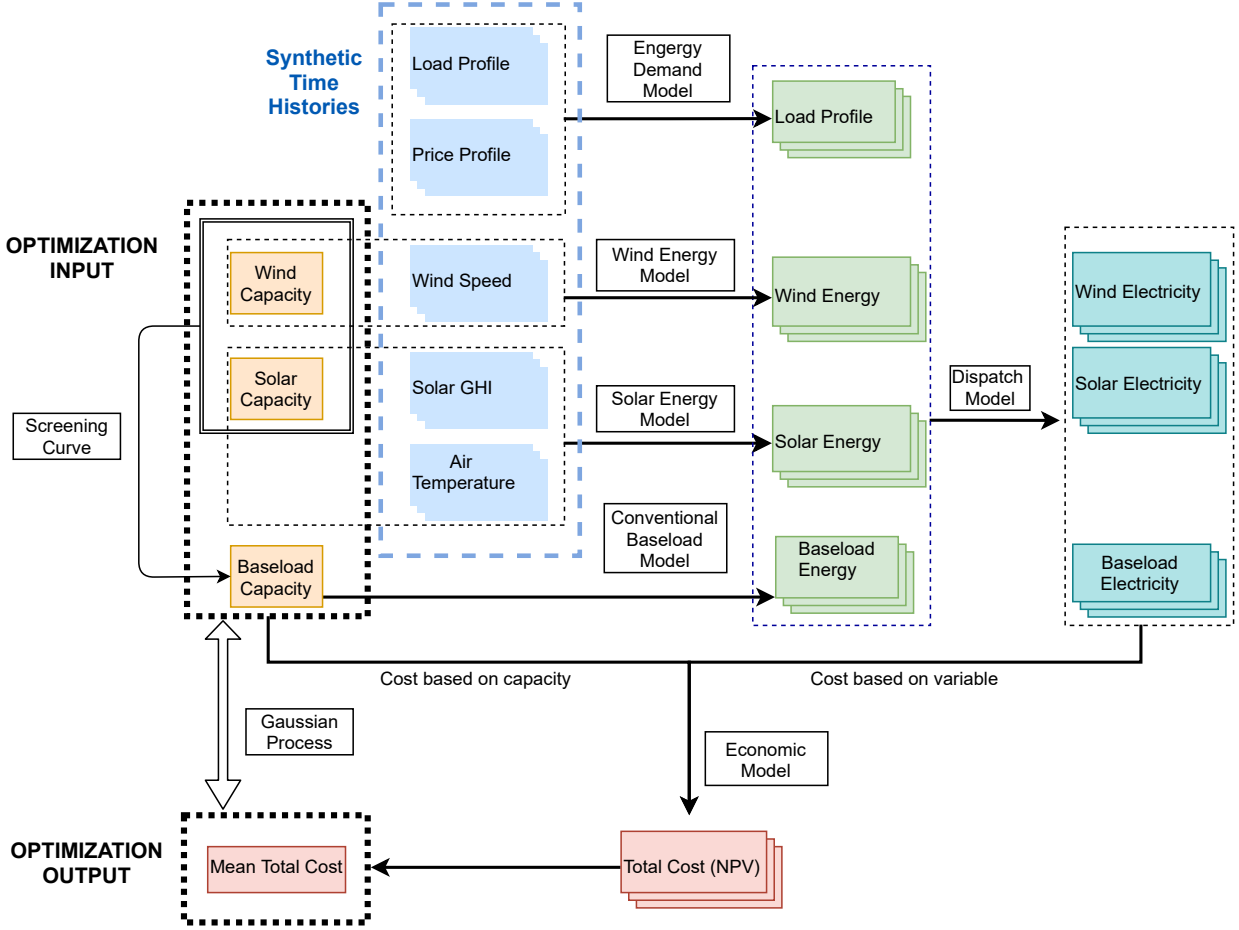 Synthetic
Time
Histories
Load Profile
Price Profile
Engergy
Demand
Model
Load Profile
OPTIMIZATION
INPUT
Wind
Capacity
Wind Speed
Wind Energy
Model
Wind Energy
Wind Electricity
Solar
Capacity
Solar GHI
Air
Temperature
Solar Energy
Model
Solar Energy
Dispatch
Model
Solar Electricity
Screening
Curve
Baseload
Capacity
Conventional
Baseload
Model
Baseload
Energy
Baseload
Electricity
Cost based on capacity
Cost based on variable
Gaussian
Process
Economic
Model
OPTIMIZATION
OUTPUT
Mean Total Cost
Total Cost (NPV)